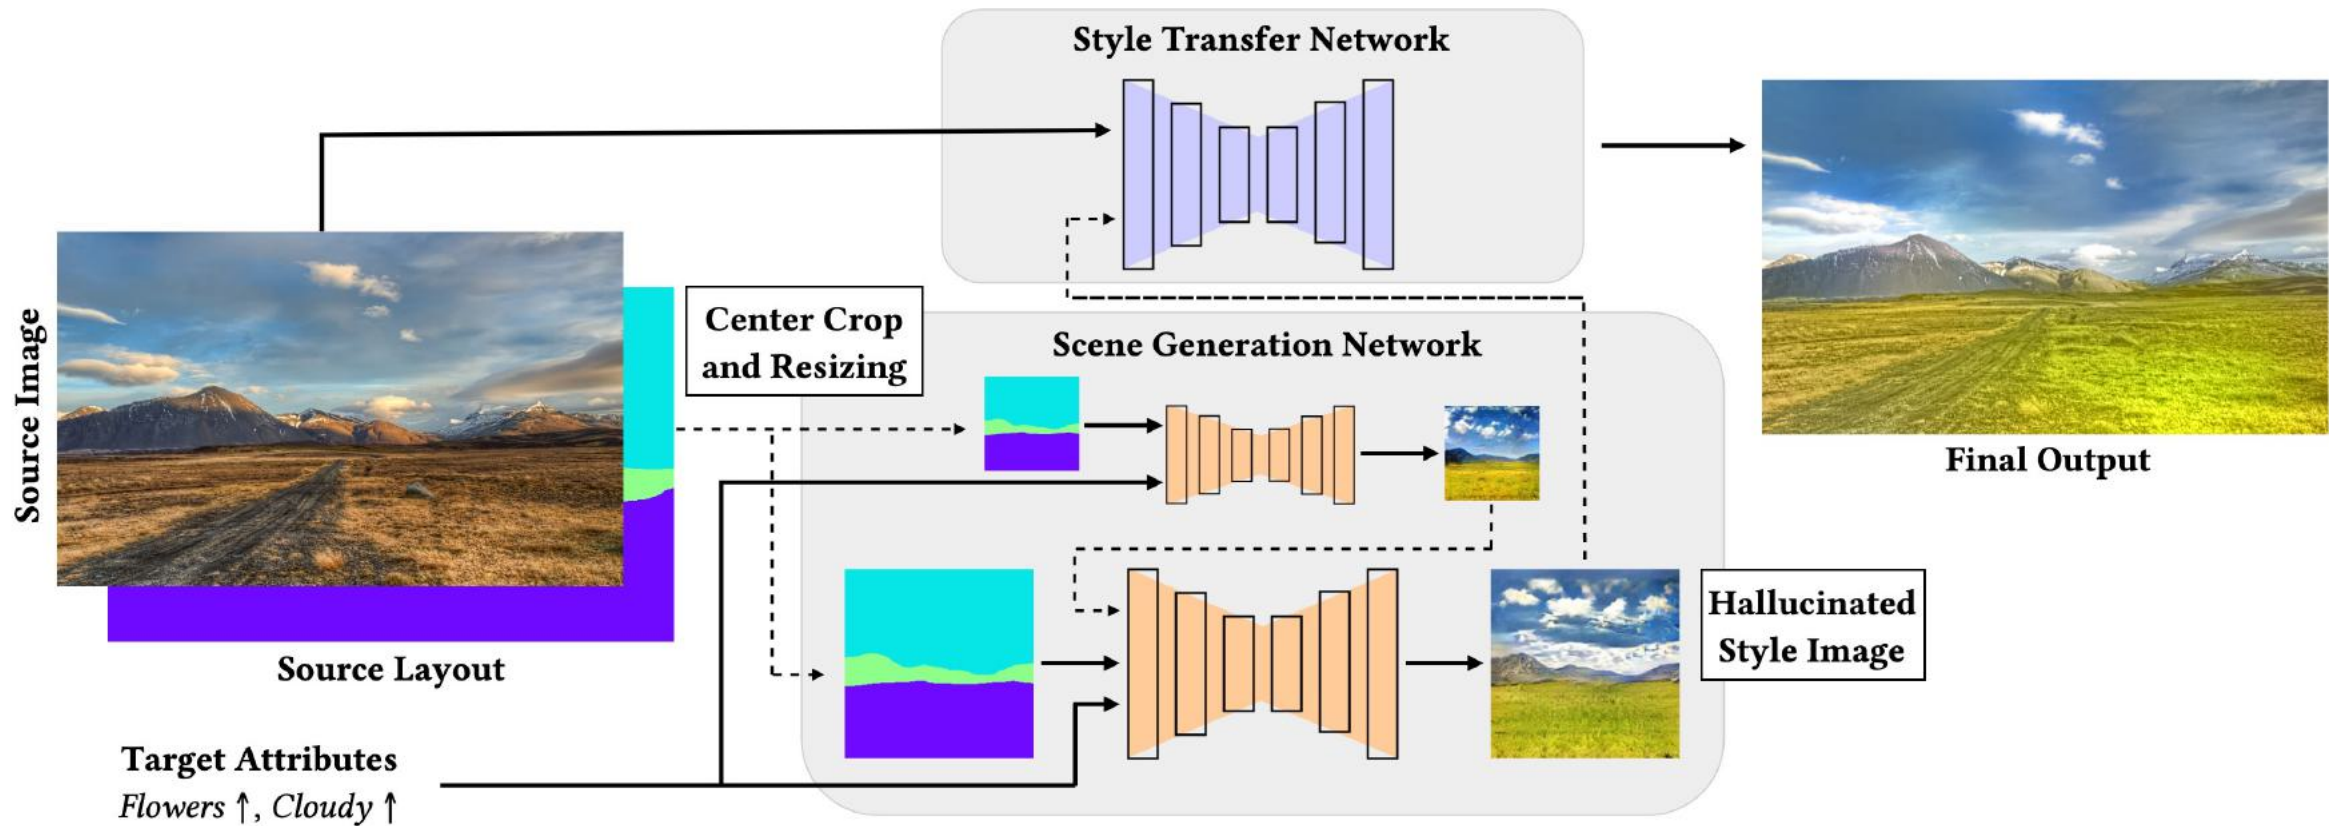 Style Transfer Network
Source Image
Center Crop
and Resizing
Scene Generation Network
Final Output
Hallucinated
Style Image
Source Layout
Target Attributes
Flowers ↑, Cloudy ↑